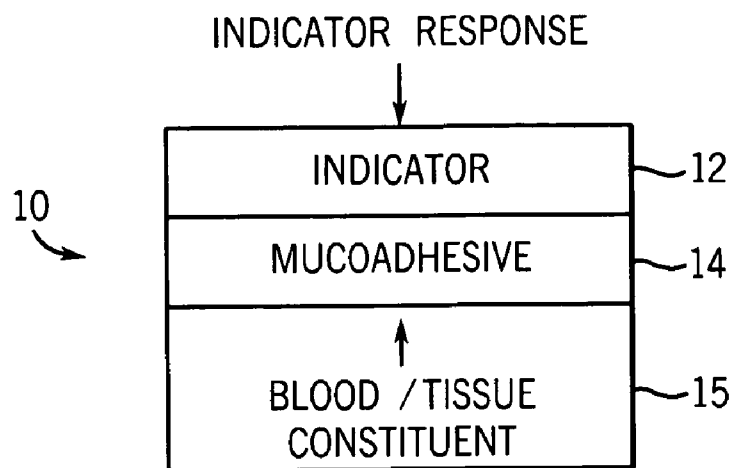 INDICATOR RESPONSE
INDICATOR
12
10
MUCOADHESIVE
14
BLOOD / TISSUE
CONSTITUENT
15